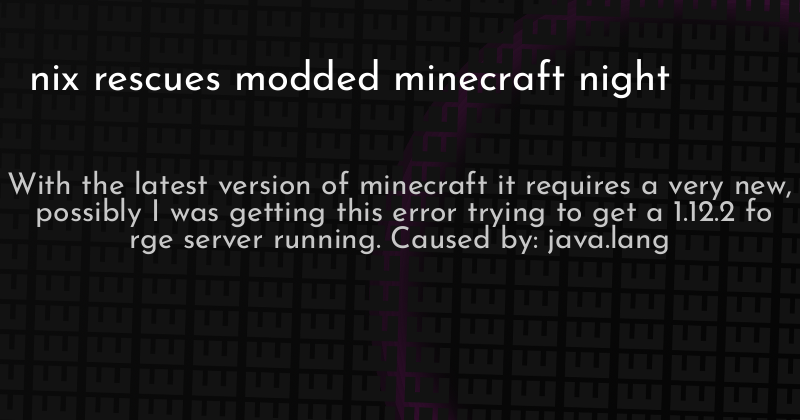 nix rescues modded minecraft night
With the latest version of minecraft it requires a very new,
possibly I was getting this error trying to get a 1.12.2 fo
rge server running. Caused by: java.lang